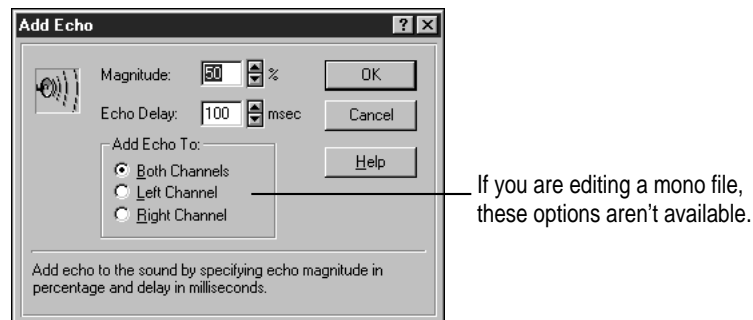 Add Echo
Magnitude: 50 %
OK
Echo Delay: 100 msec
Cancel
Add Echo To:
Help
Both Channels
Left Channel
Right Channel
If you are editing a mono file,
these options aren't available.
Add echo to the sound by specifying echo magnitude in
percentage and delay in milliseconds.